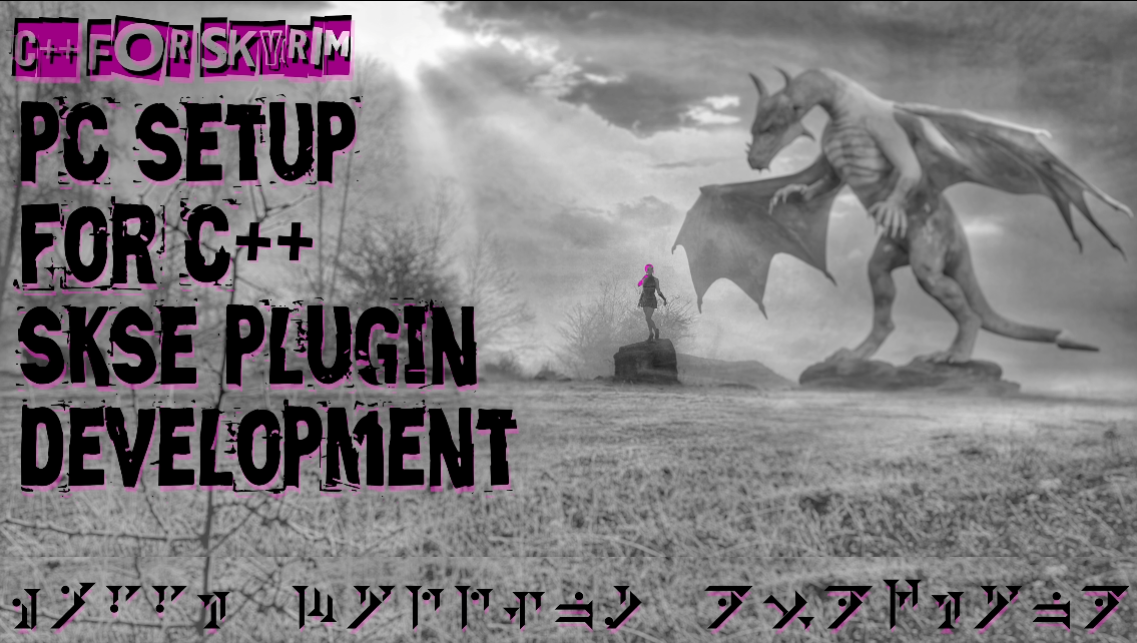 C++ FOR SKYRIM
PC SETUP
FOR C++
SKSE PLUGIN
DEVELOPMENT